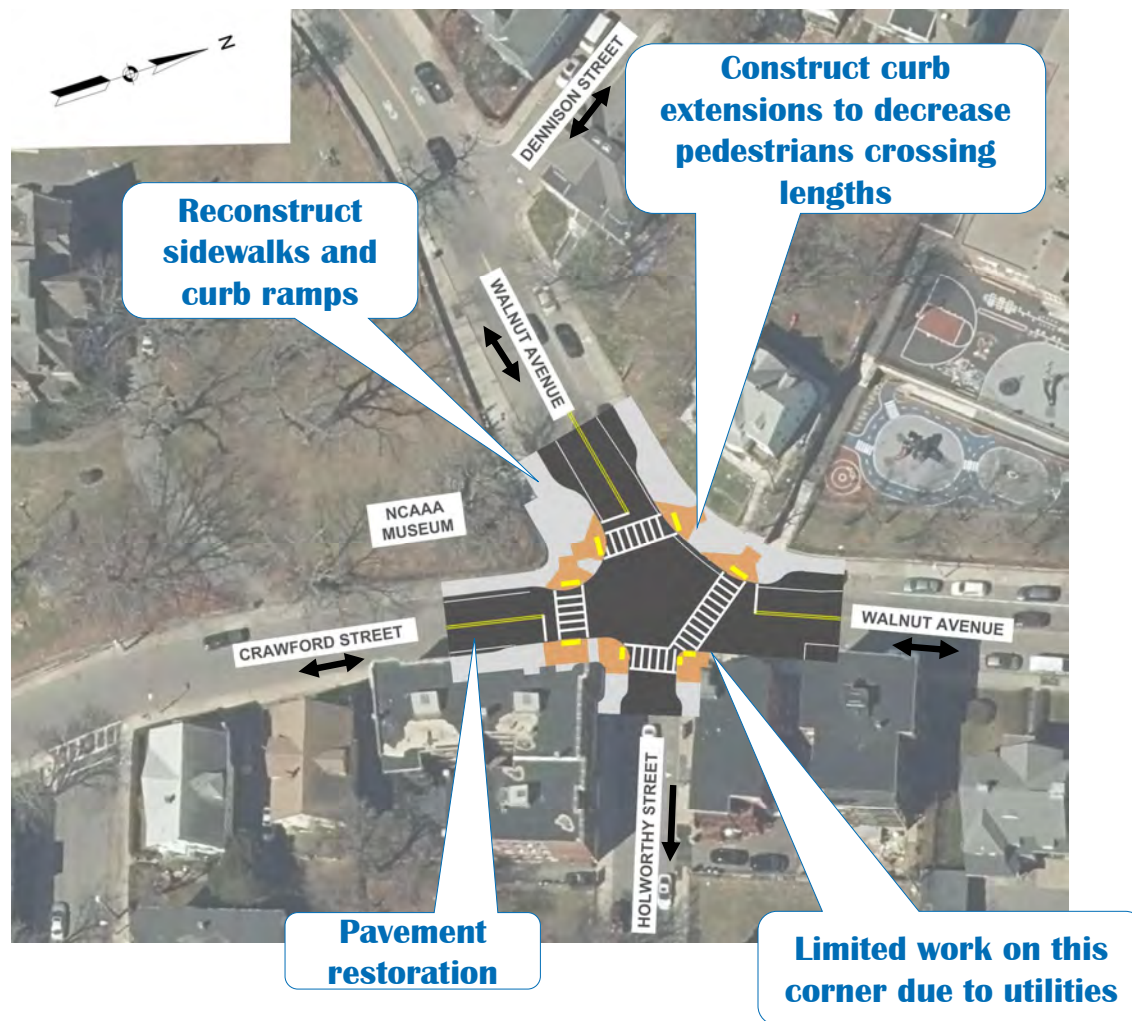 N
DENNISON STREET
Construct curb
extensions to decrease
pedestrians crossing
lengths
Reconstruct
sidewalks and
curb ramps
WALNUT AVENUE
NCAAA
MUSEUM
CRAWFORD STREET
WALNUT AVENUE
HOLWORTHY STREET
Pavement
restoration
Limited work on this
corner due to utilities